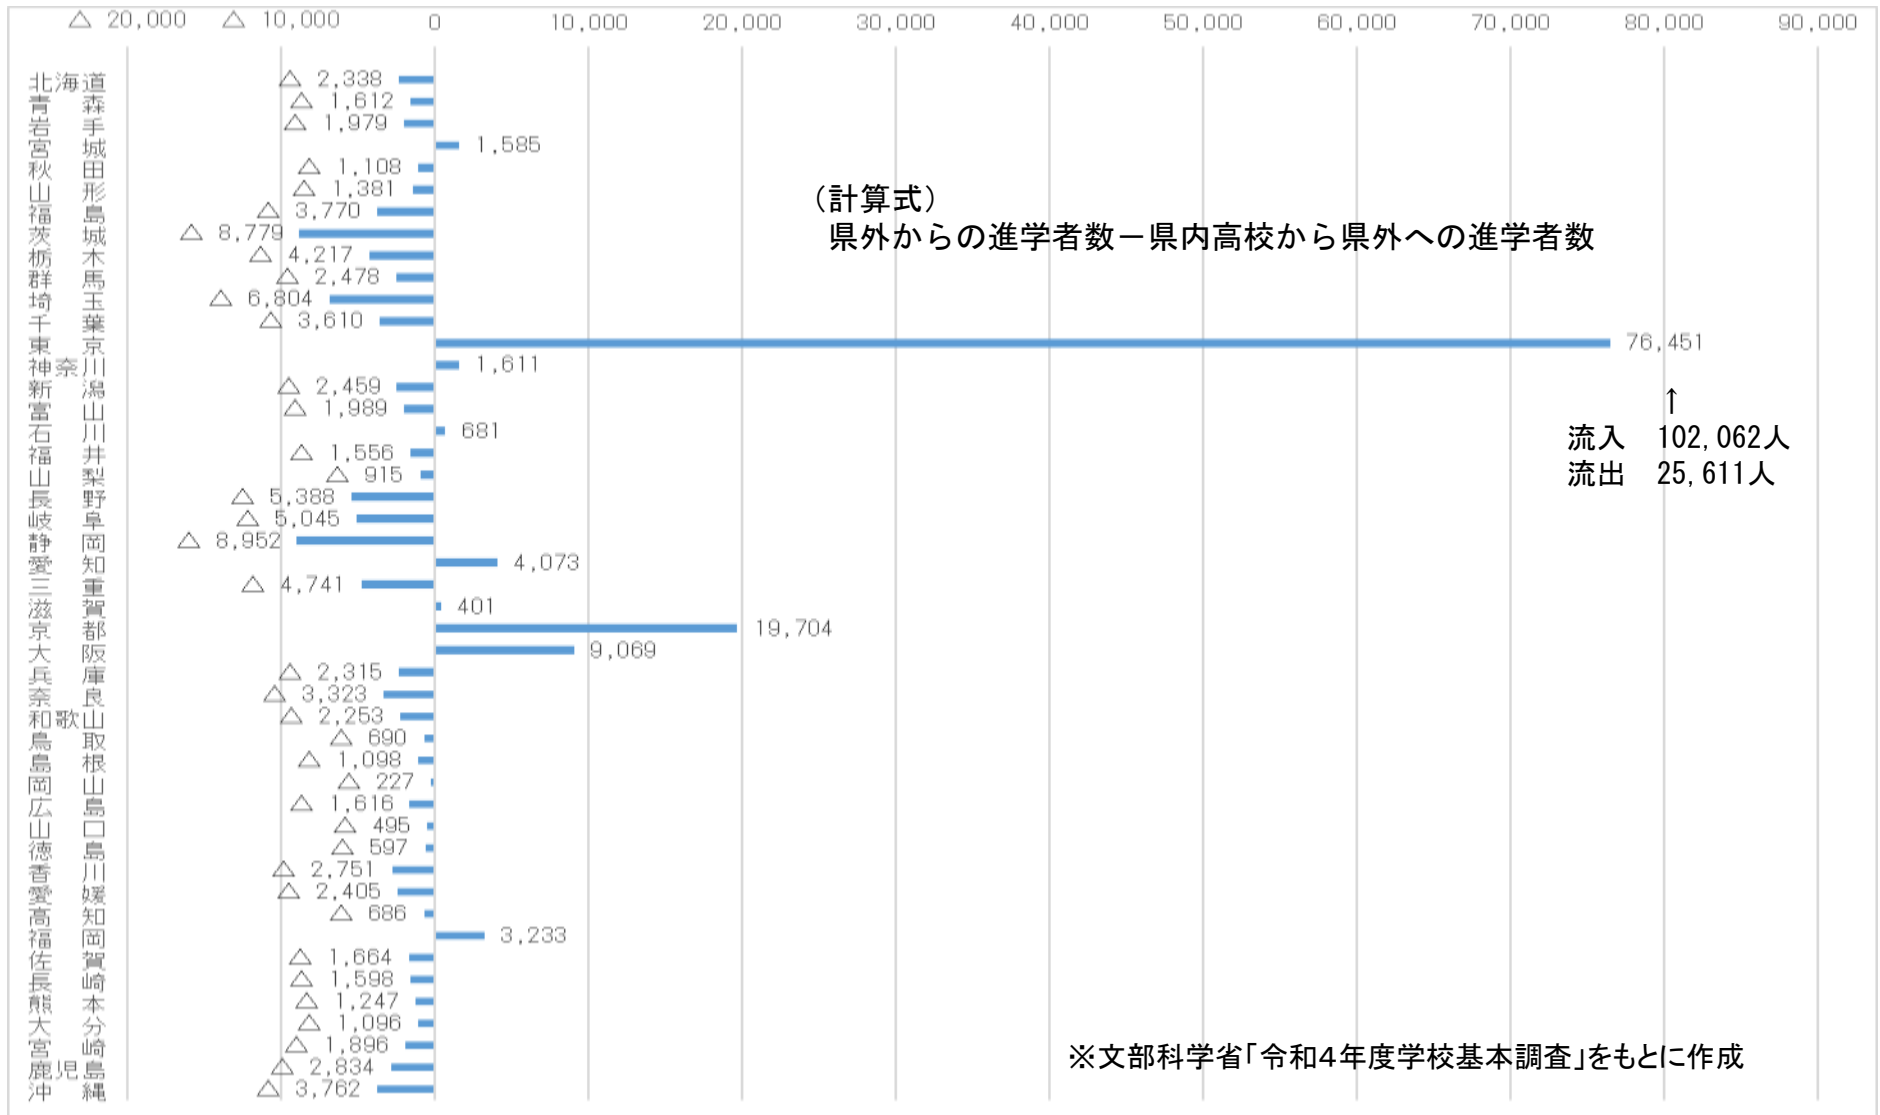 △ 20,000 △ 10,000 0 10,000 20,000 30,000 40,000 50,000 60,000 70,000 80,000 90,000
北海道 △ 2,338
青森 △ 1,612
岩手 △ 1,979
宮城 1,585
秋田 △ 1,108
山形 △ 1,381
福島 △ 3,770
茨城 △ 8,779
栃木 △ 4,217
群馬 △ 2,478
埼玉 △ 6,804
千葉 △ 3,610
東京 76,451
神奈川 1,611
新潟 △ 2,459
富山 △ 1,989
石川 681
福井 △ 1,556
山梨 △ 915
長野 △ 5,388
岐阜 △ 5,045
静岡 △ 8,952
愛知 4,073
三重 △ 4,741
滋賀 401
京都 19,704
大阪 9,069
兵庫 △ 2,315
奈良 △ 3,323
和歌山 △ 2,253
鳥取 △ 690
島根 △ 1,098
岡山 △ 227
広島 △ 1,616
山口 △ 495
徳島 △ 597
香川 △ 2,751
愛媛 △ 2,405
高知 △ 686
福岡 3,233
佐賀 △ 1,664
長崎 △ 1,598
熊本 △ 1,247
大分 △ 1,096
宮崎 △ 1,896
鹿児島 △ 2,834
沖縄 △ 3,762
（計算式）
県外からの進学者数－県内高校から県外への進学者数
↑
流入　102,062人
流出　25,611人
※文部科学省「令和４年度学校基本調査」をもとに作成